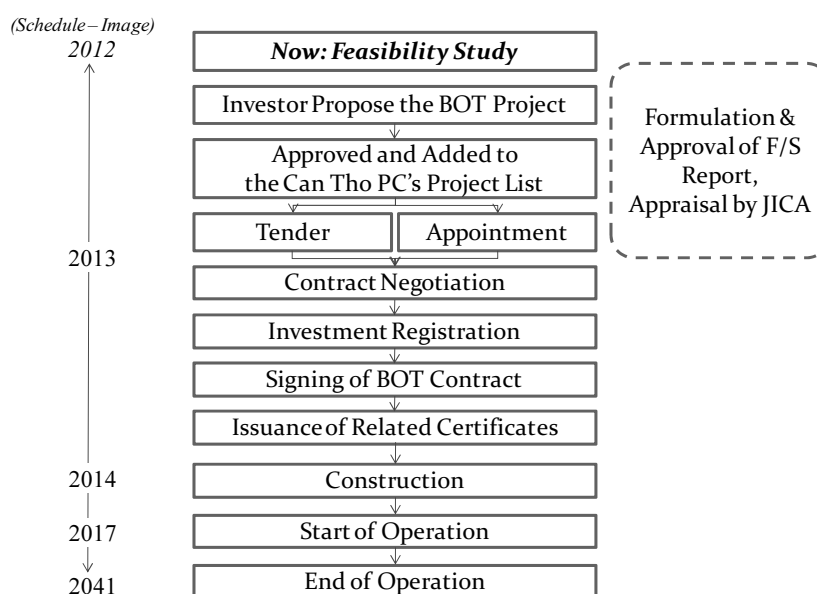 (Schedule – Image)
2012
Now: Feasibility Study
Investor Propose the BOT Project
Approved and Added to
the Can Tho PC's Project List
Formulation &
Approval of F/S
Report,
Appraisal by JICA
Tender
Appointment
2013
Contract Negotiation
Investment Registration
Signing of BOT Contract
Issuance of Related Certificates
2014
Construction
2017
Start of Operation
2041
End of Operation